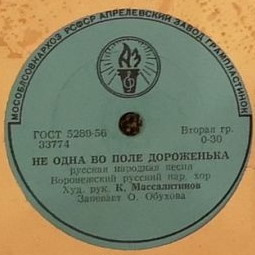 МОСОБЛСОВНАРХОЗ РСФСР АПРЕЛЕВСКИЙ ЗАВОД ГРАМПЛАСТИНОК
ГОСТ 5289-56 Вторая гр.
33774 0-30
НЕ ОДНА ВО ПОЛЕ ДОРОЖЕНЬКА
русская народная песня
Воронежский русский нар. хор
Худ. рук. К. Массалитинов
Запевает О. Обухова